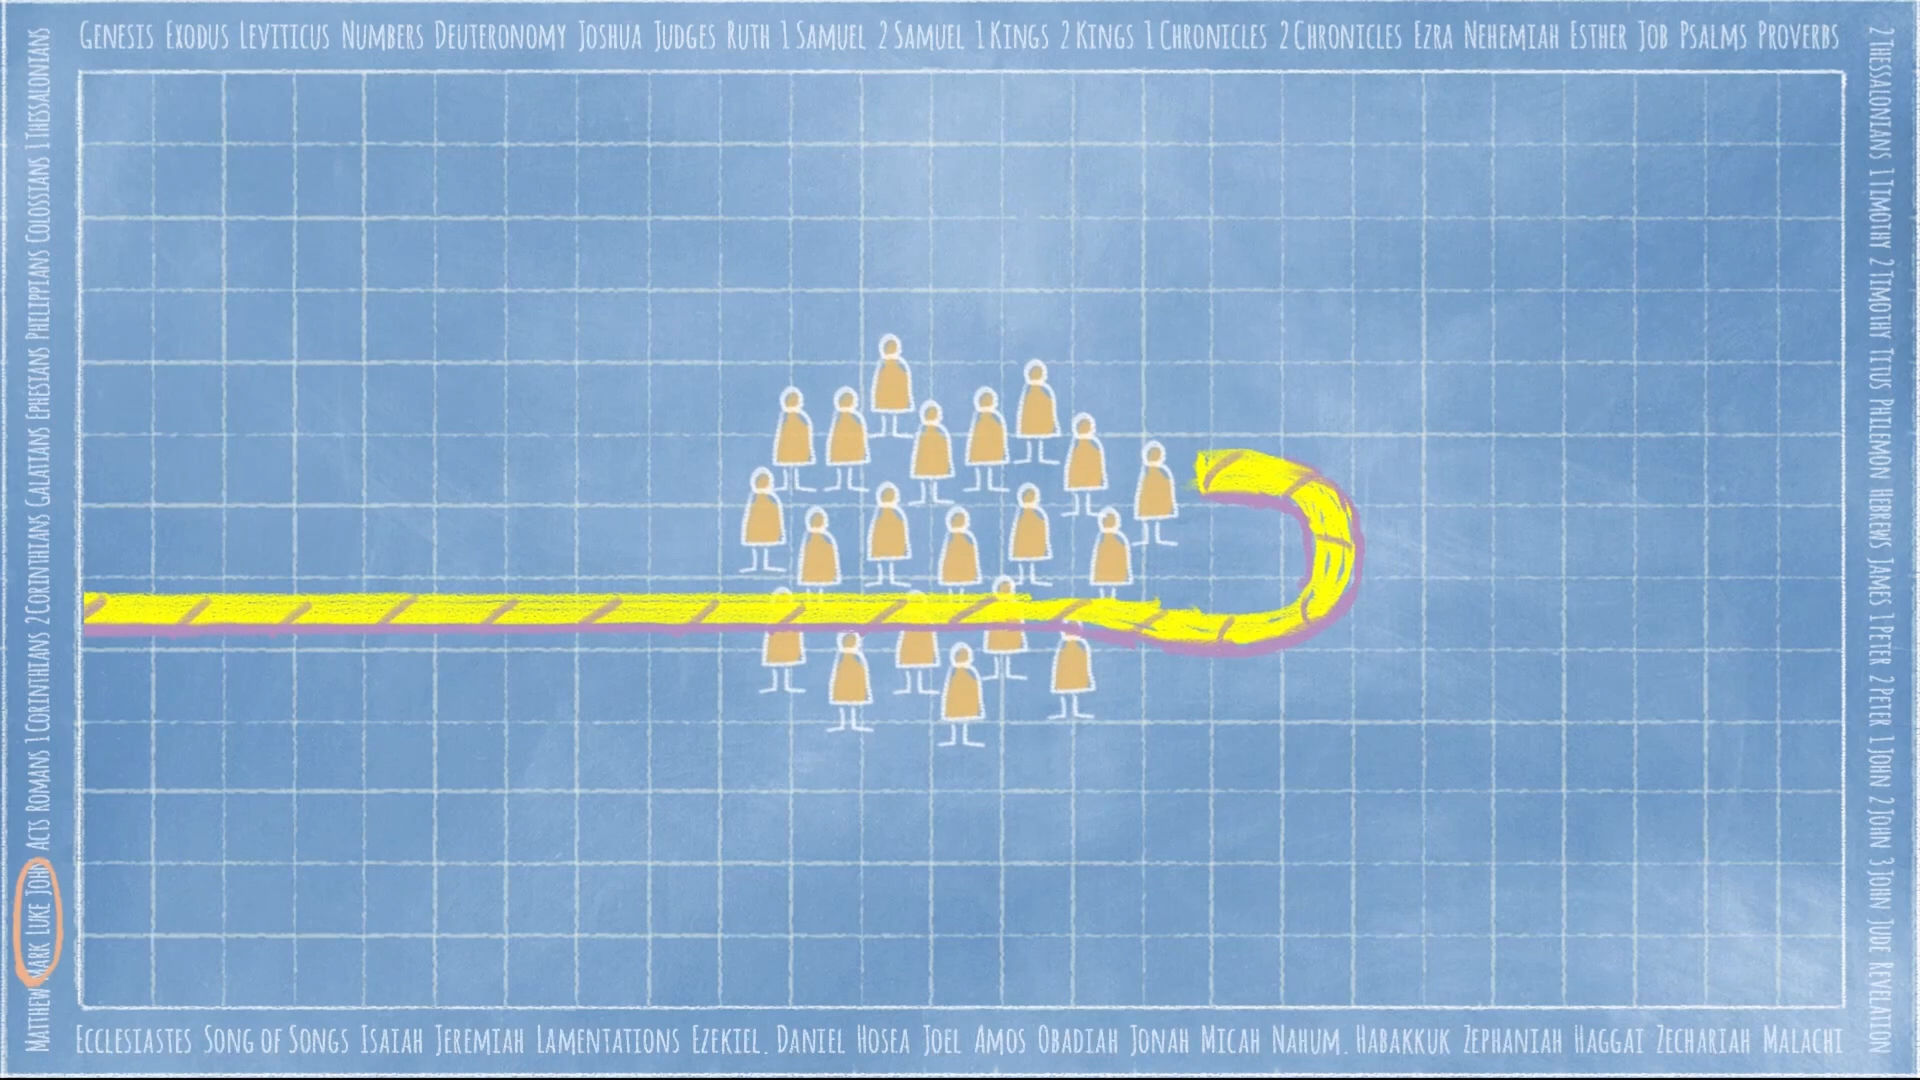 Genesis Exodus Leviticus Numbers Deuteronomy Joshua Judges Ruth 1 Samuel 2 Samuel 1 Kings 2 Kings 1 Chronicles 2 Chronicles Ezra Nehemiah Esther Job Psalms Proverbs
Ecclesiastes Song of Songs Isaiah Jeremiah Lamentations Ezekiel. Daniel Hosea Joel Amos Obadiah Jonah Micah Nahum. Habakkuk Zephaniah Haggai Zechariah Malachi
Matthew Mark Luke John Acts Romans 1 Corinthians 2 Corinthians Galatians Ephesians Philippians Colossians 1 Thessalonians
2 Thessalonians 1 Timothy 2 Timothy Titus Philemon Hebrews James 1 Peter 2 Peter 1 John 2 John 3 John Jude Revelation